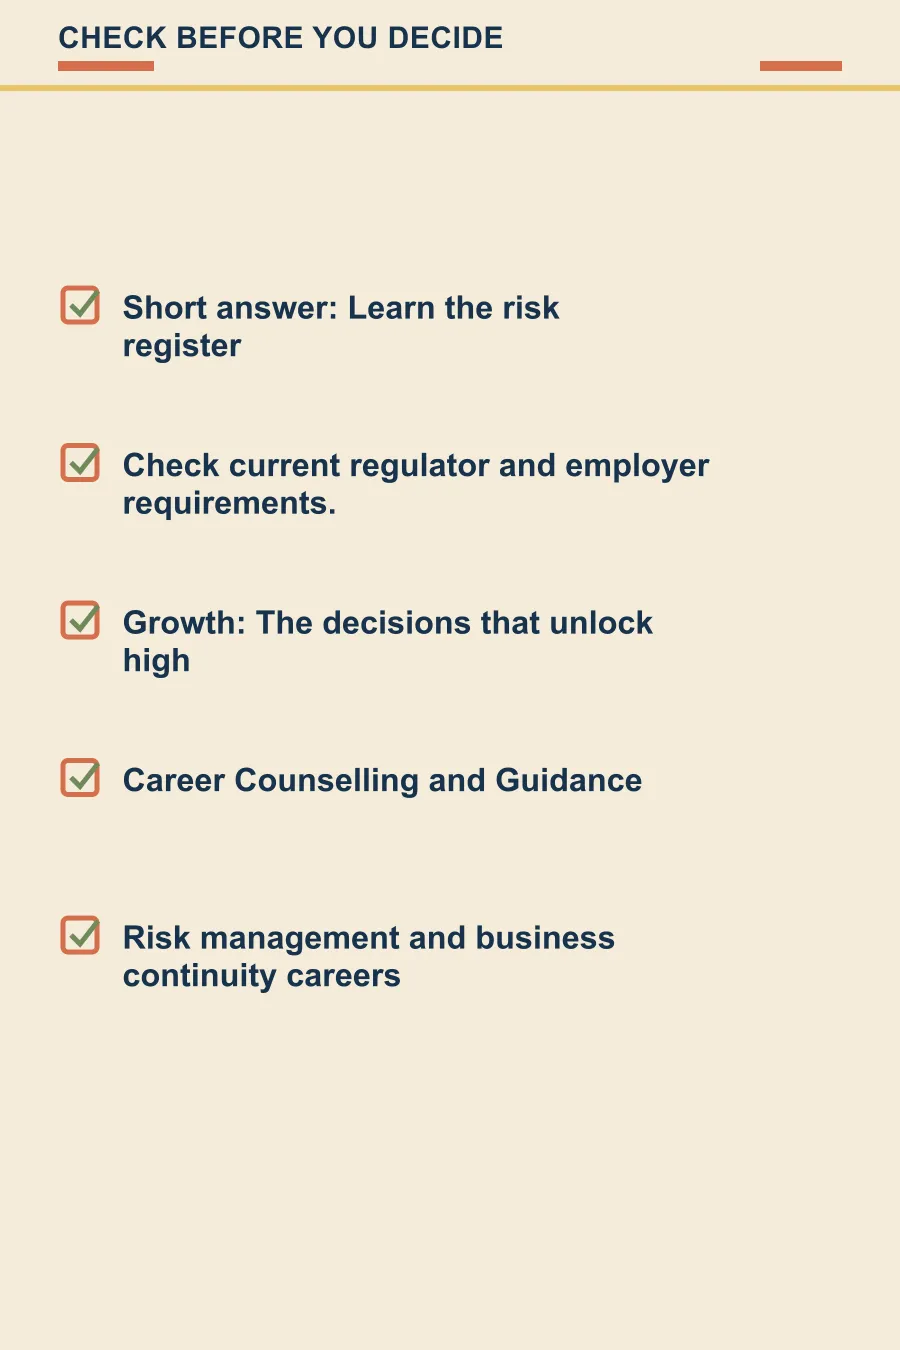 CHECK BEFORE YOU DECIDE
Short answer: Learn the risk
register
Check current regulator and employer
requirements.
Growth: The decisions that unlock
high
Career Counselling and Guidance
Risk management and business
continuity careers